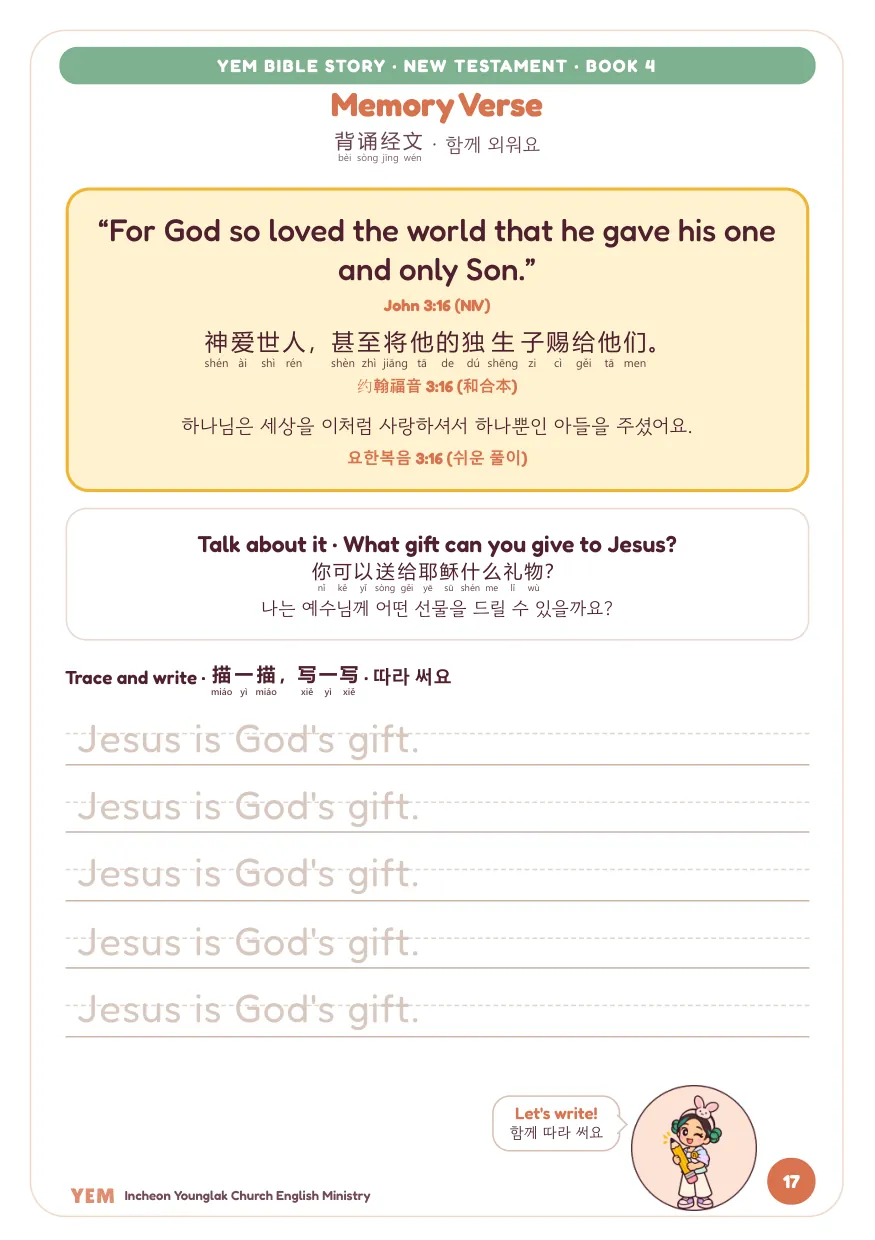 YEM BIBLE STORY · NEW TESTAMENT · BOOK 4
Memory Verse
背诵经文 · 함께 외워요
bèi sòng jīng wén
“For God so loved the world that he gave his one
and only Son.”
John 3:16 (NIV)
神爱世人，甚至将他的独生子赐给他们。
shén ài shì rén shèn zhì jiāng tā de dú shēng zi cì gěi tā men
约翰福音 3:16 (和合本)
하나님은 세상을 이처럼 사랑하셔서 하나뿐인 아들을 주셨어요.
요한복음 3:16 (쉬운 풀이)
Talk about it · What gift can you give to Jesus?
你可以送给耶稣什么礼物？
nǐ kě yǐ sòng gěi yē sū shén me lǐ wù
나는 예수님께 어떤 선물을 드릴 수 있을까요?
Trace and write · 描一描，写一写 · 따라 써요
miáo yì miáo xiě yi xiě
Jesus is God's gift.
Jesus is God's gift.
Jesus is God's gift.
Jesus is God's gift.
Jesus is God's gift.
Let's write!
함께 따라 써요
YEM Incheon Younglak Church English Ministry
17